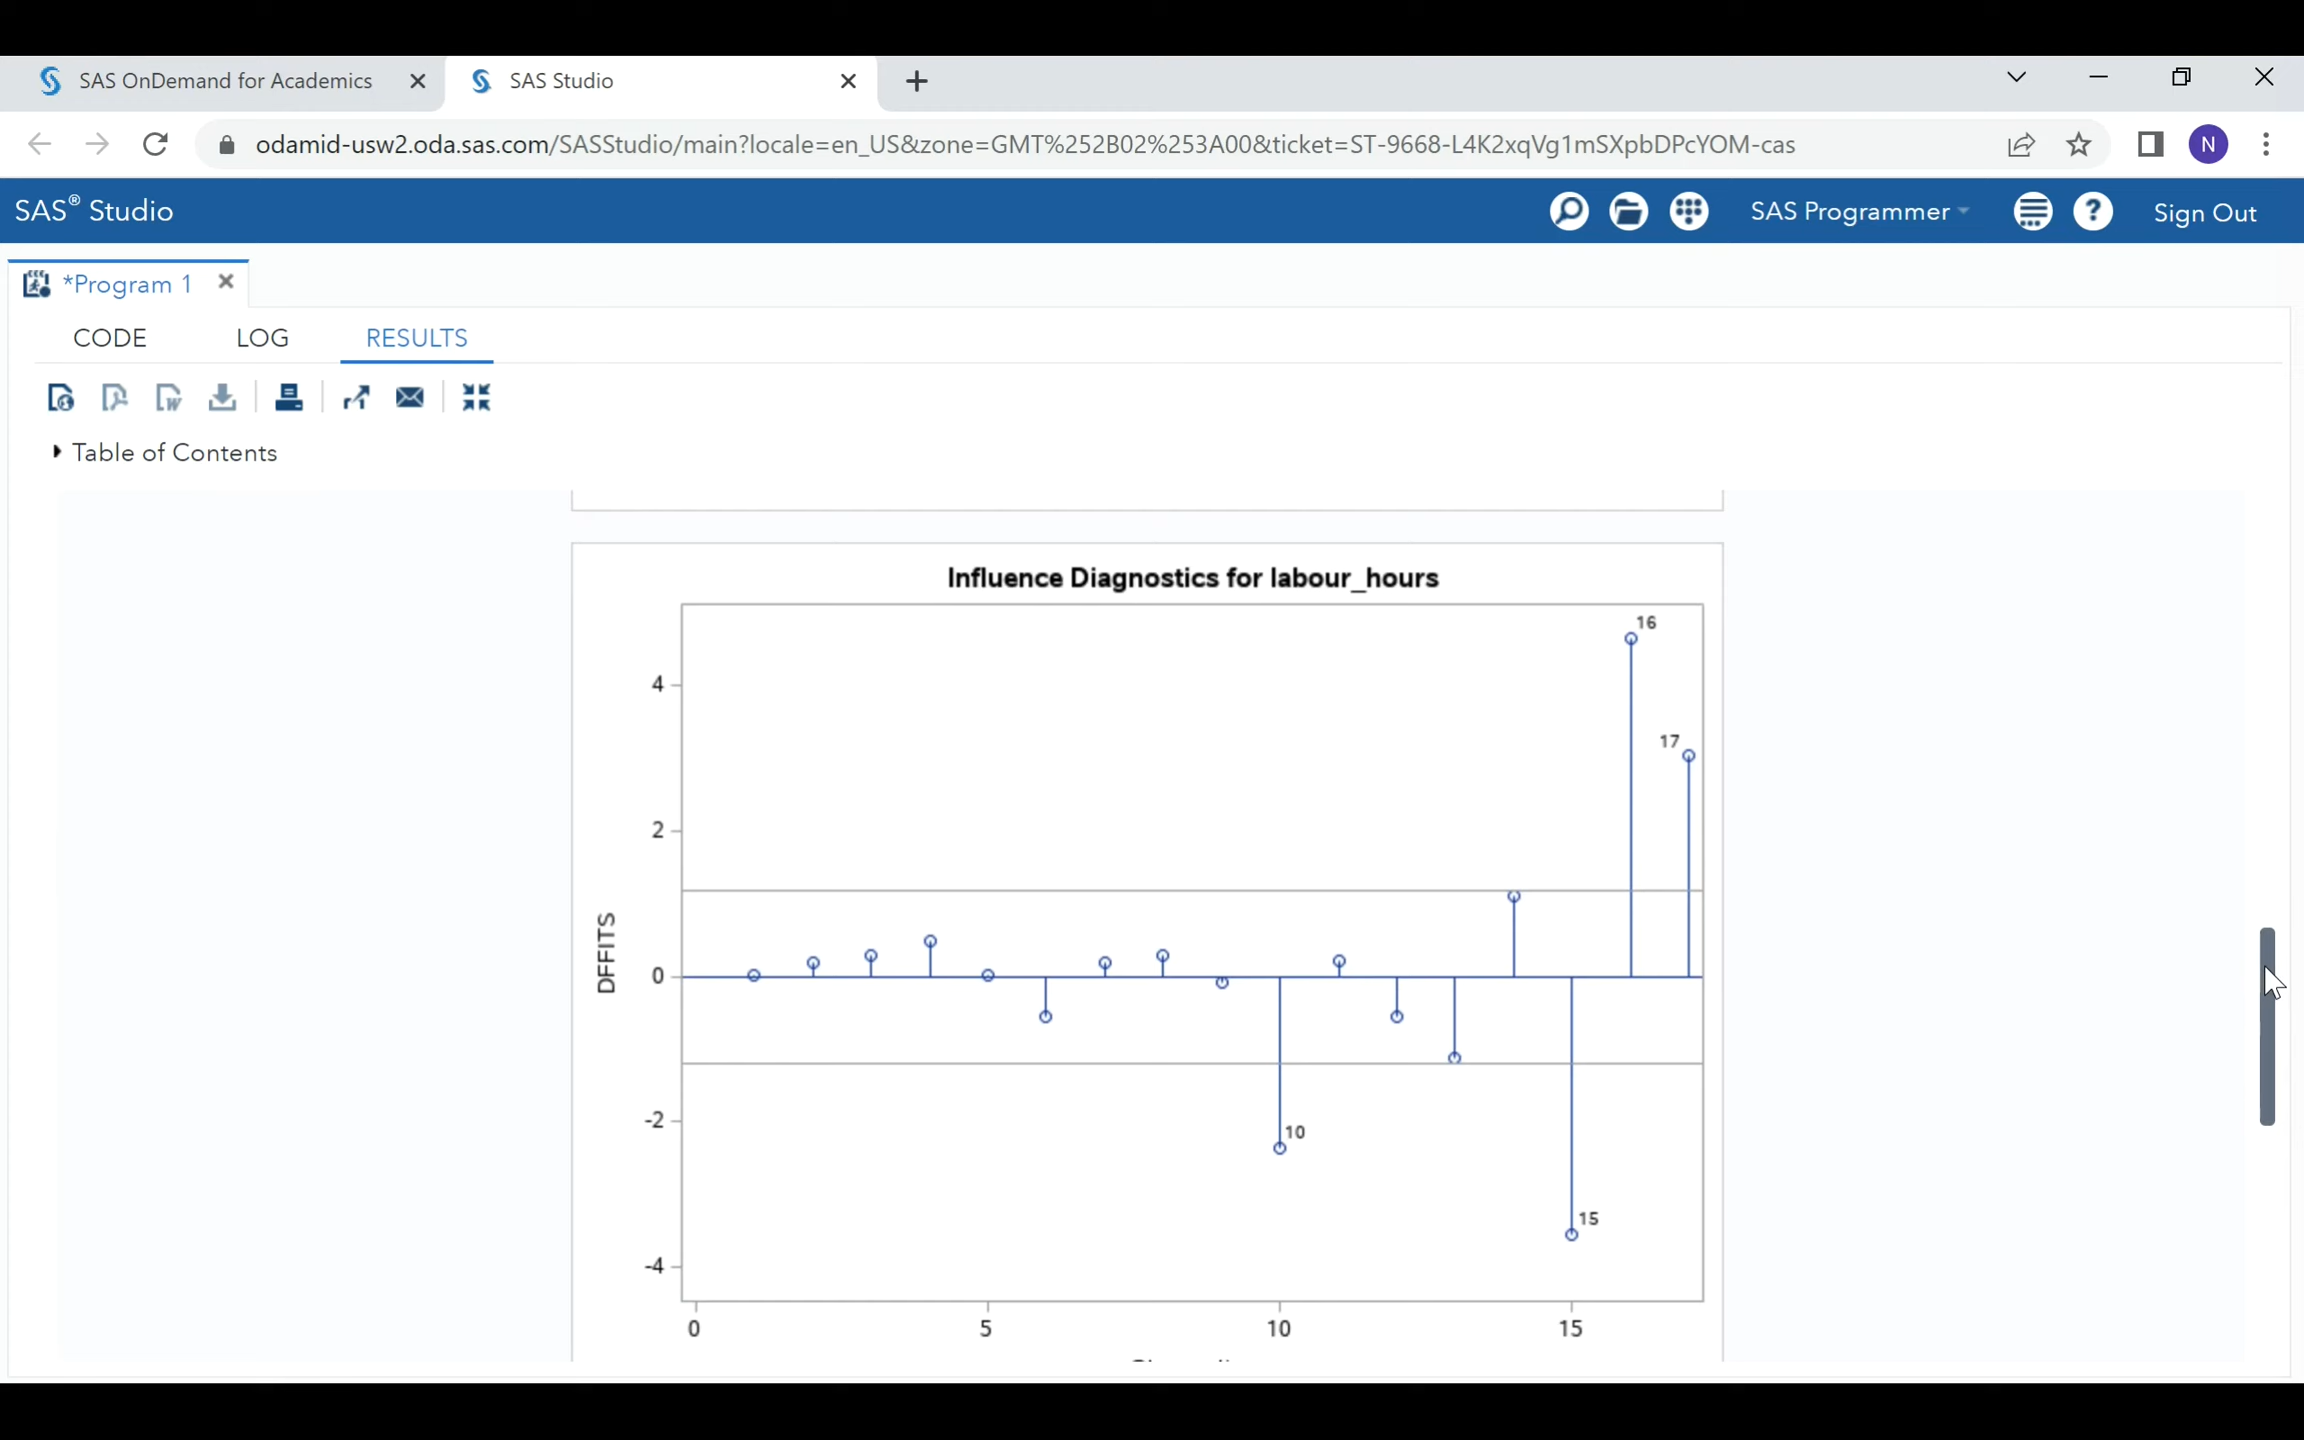 SAS OnDemand for Academics
SAS Studio
odamid-usw2.oda.sas.com/SASStudio/main?locale=en_US&zone=GMT%252B02%253A00&ticket=ST-9668-L4K2xqVg1mSXpbDPcYOM-cas
N
SAS® Studio
SAS Programmer
?
Sign Out
*Program 1
CODE
LOG
RESULTS
Table of Contents
Influence Diagnostics for labour_hours
16
4
17
2
DFFITS
0
-2
10
15
-4
0
5
10
15